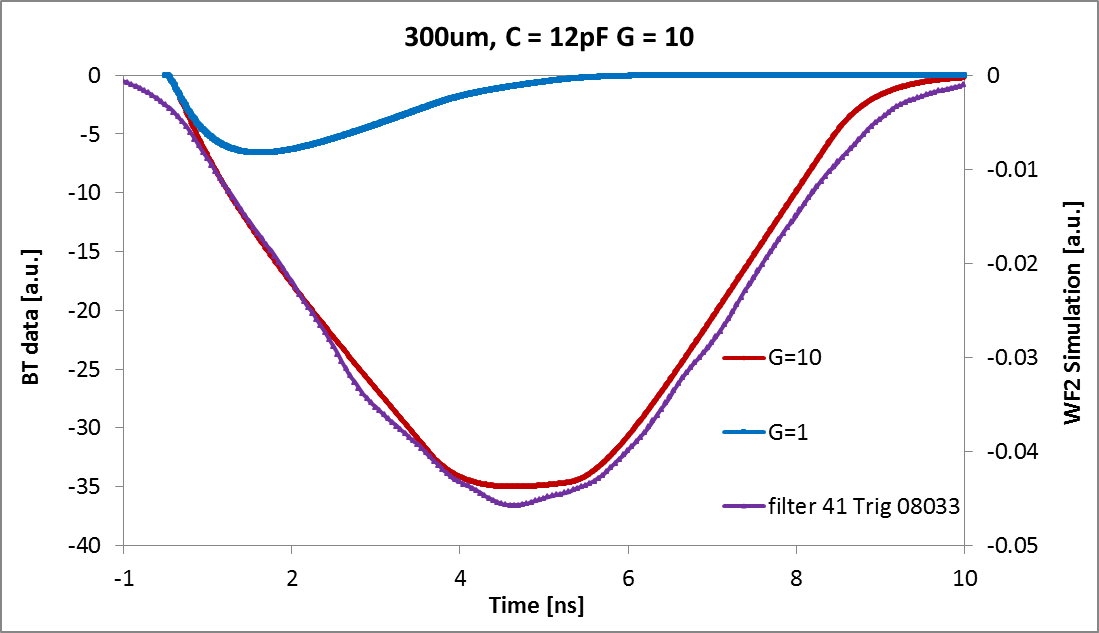 300um, C = 12pF G = 10
0
-5
-10
-15
-20
-25
-30
-35
-40
BT data [a.u.]
0
-0.01
-0.02
-0.03
-0.04
-0.05
WF2 Simulation [a.u.]
G=10
G=1
filter 41 Trig 08033
-1 2 4 6 8 10
Time [ns]